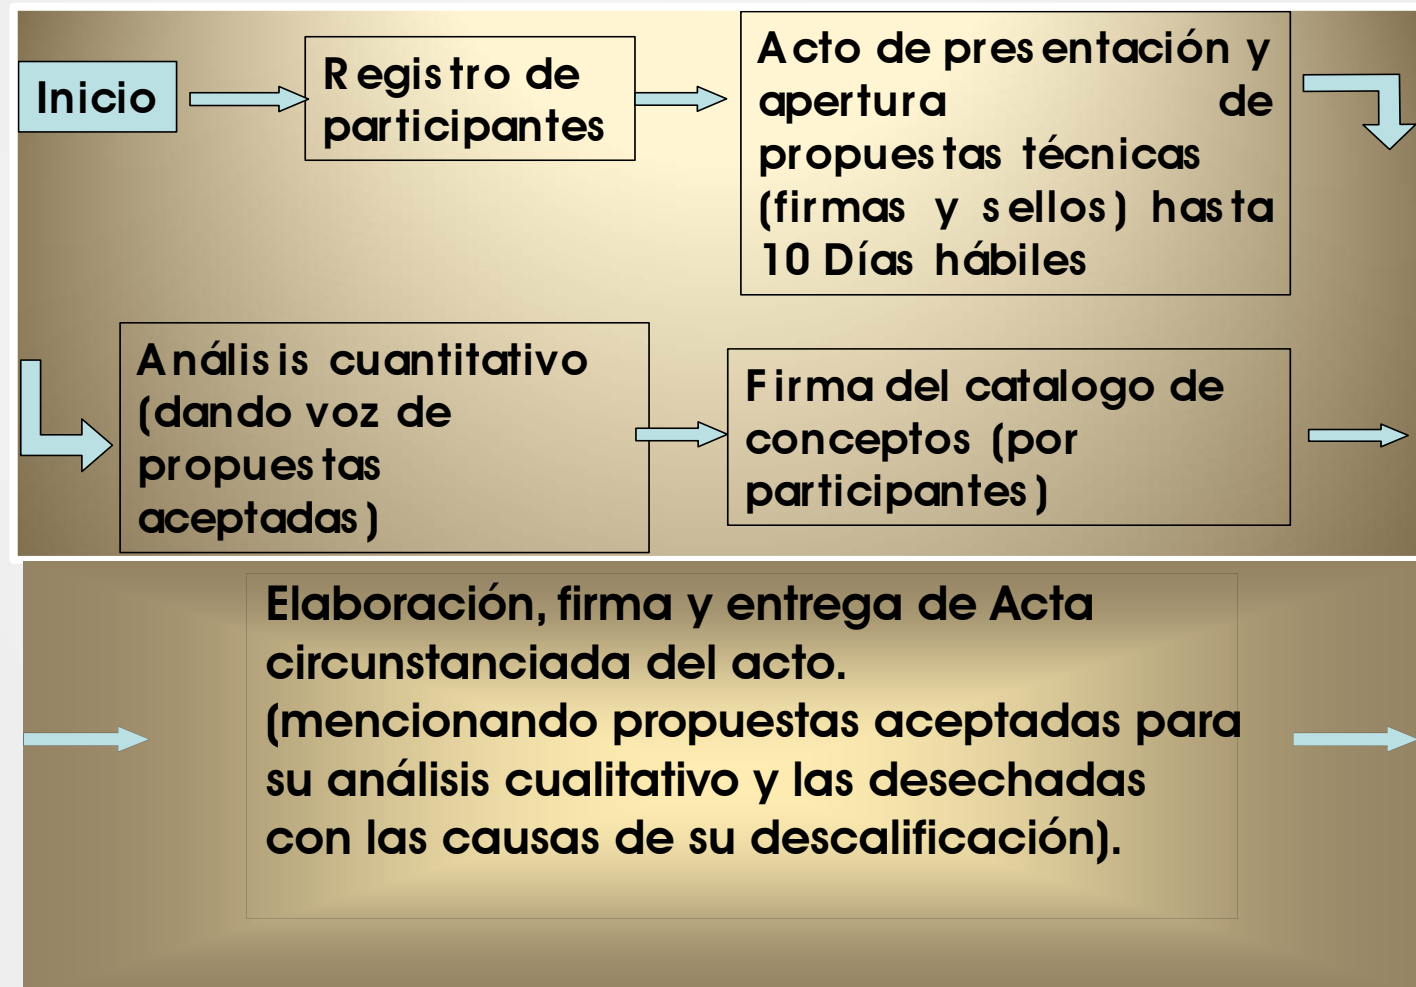 Inicio
Registro de
participantes
Acto de presentación y
apertura de
propuestas técnicas
(firmas y sellos) hasta
10 Días hábiles
Análisis cuantitativo
(dando voz de
propuestas
aceptadas)
Firma del catalogo de
conceptos (por
participantes)
Elaboración, firma y entrega de Acta
circunstanciada del acto.
(mencionando propuestas aceptadas para
su análisis cualitativo y las desechadas
con las causas de su descalificación).